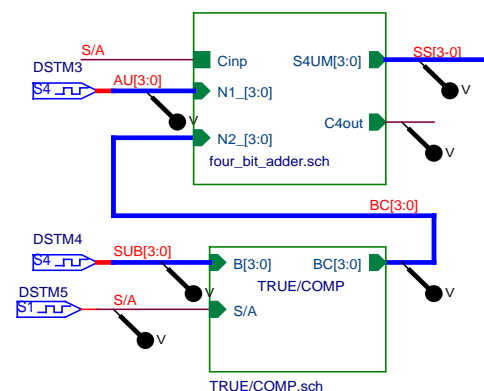 S/A
DSTM3
S4
AU[3:0]
Cinp
N1_[3:0]
N2_[3:0]
S4UM[3:0]
C4out
SS[3-0]
V
V
V
four_bit_adder.sch
BC[3:0]
DSTM4
S4
SUB[3:0]
B[3:0]
BC[3:0]
TRUE/COMP
V
V
DSTM5
S1
S/A
S/A
V
TRUE/COMP.sch